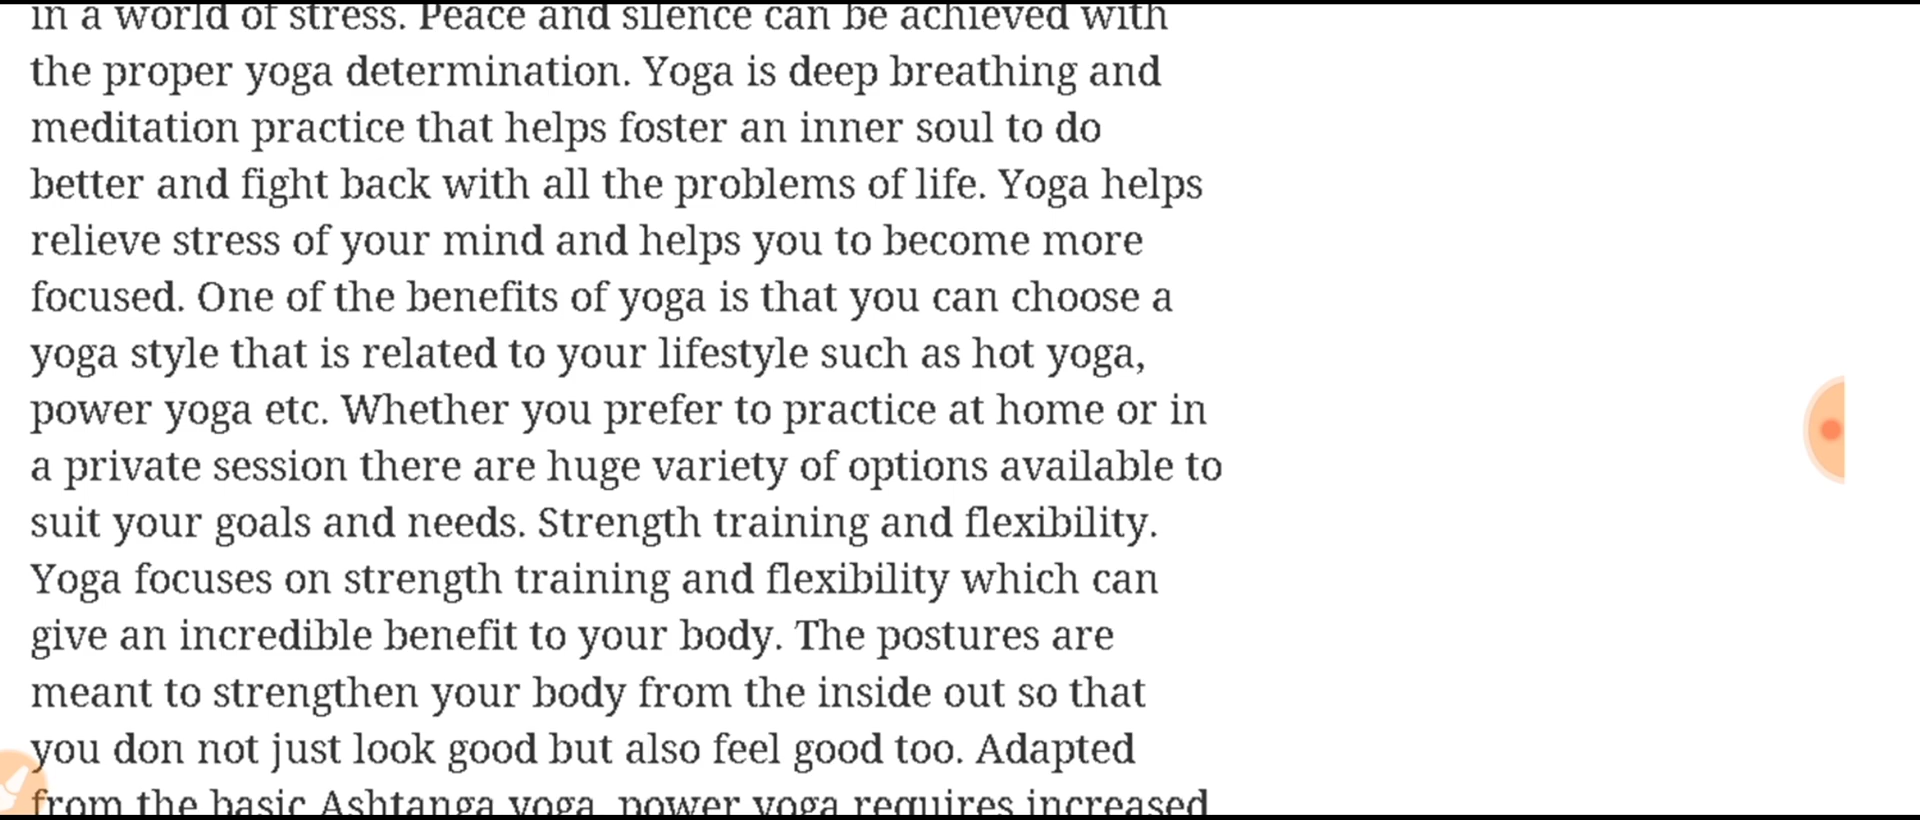 in a world of stress. Peace and silence can be achieved with
the proper yoga determination. Yoga is deep breathing and
meditation practice that helps foster an inner soul to do
better and fight back with all the problems of life. Yoga helps
relieve stress of your mind and helps you to become more
focused. One of the benefits of yoga is that you can choose a
yoga style that is related to your lifestyle such as hot yoga,
power yoga etc. Whether you prefer to practice at home or in
a private session there are huge variety of options available to
suit your goals and needs. Strength training and flexibility.
Yoga focuses on strength training and flexibility which can
give an incredible benefit to your body. The postures are
meant to strengthen your body from the inside out so that
you don not just look good but also feel good too. Adapted
from the basic Ashtanga yoga, power yoga requires increased